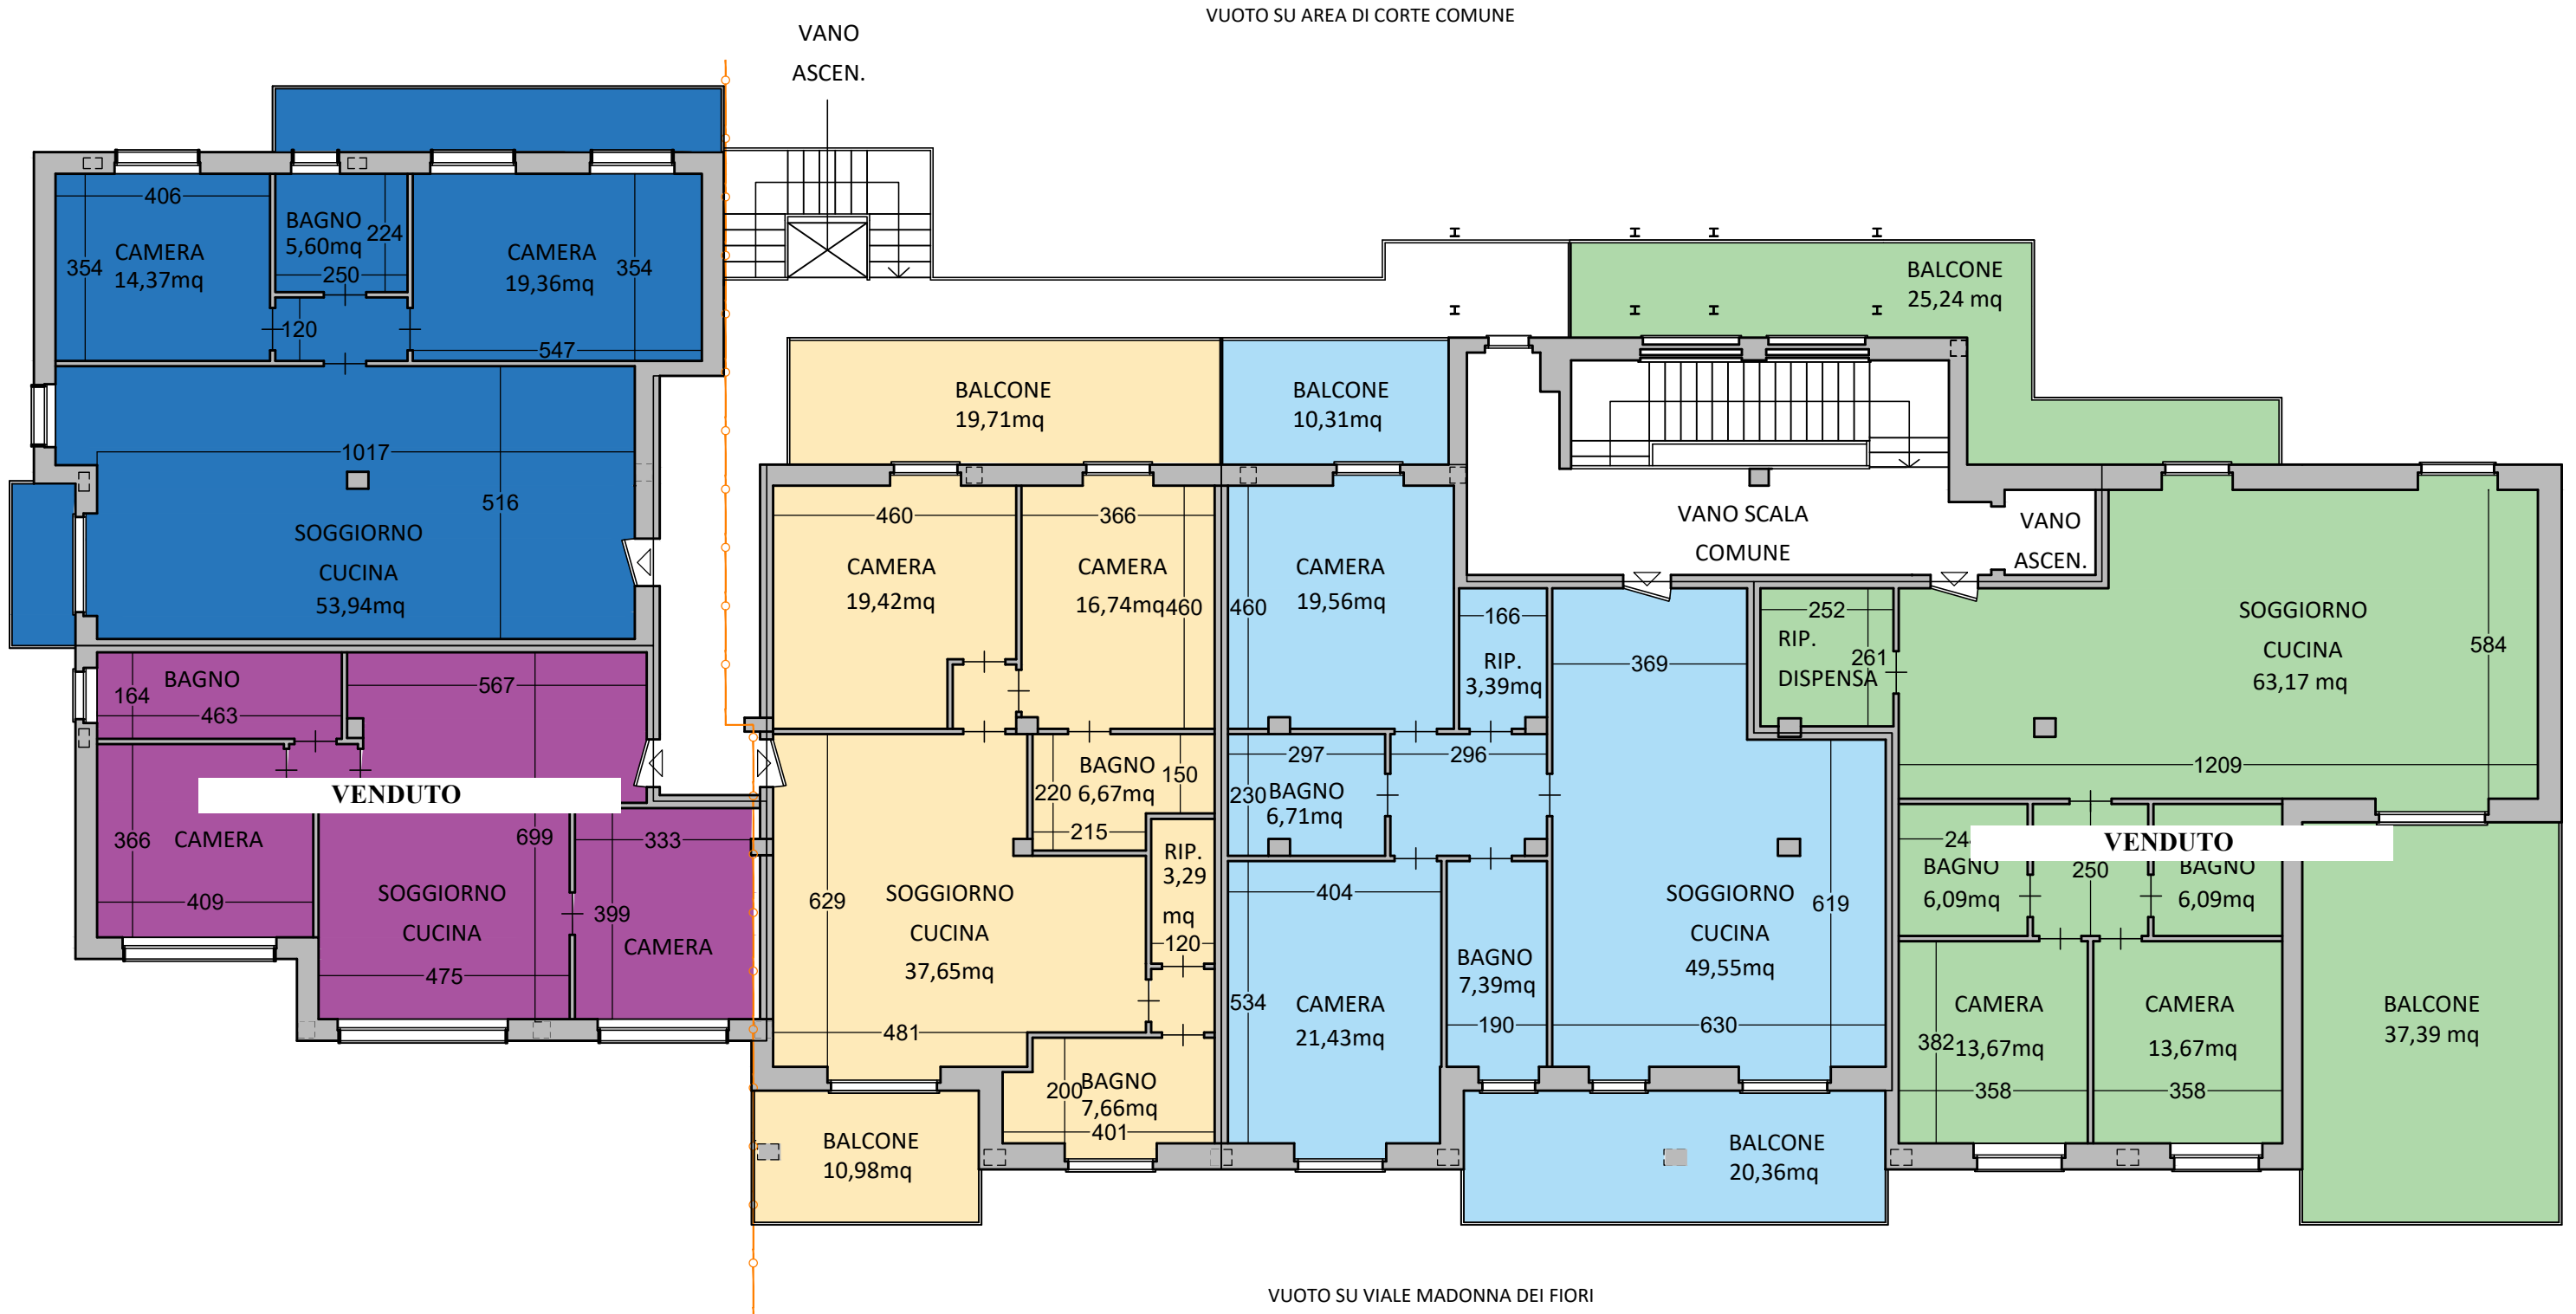 VUOTO SU AREA DI CORTE COMUNE
VANO
ASCEN.
406
354
CAMERA
14,37mq
BAGNO
5,60mq
224
250
120
CAMERA
19,36mq
354
547
1017
516
SOGGIORNO
CUCINA
53,94mq
BAGNO
164
463
567
VENDUTO
366
CAMERA
409
699
SOGGIORNO
CUCINA
475
333
399
CAMERA
BALCONE
19,71mq
460
CAMERA
19,42mq
366
CAMERA
16,74mq
460
BAGNO
6,67mq
150
220
215
RIP.
3,29
mq
120
629
SOGGIORNO
CUCINA
37,65mq
481
200
BAGNO
7,66mq
401
BALCONE
10,98mq
BALCONE
10,31mq
460
CAMERA
19,56mq
166
RIP.
3,39mq
369
297
296
230
BAGNO
6,71mq
404
534
CAMERA
21,43mq
BAGNO
7,39mq
190
SOGGIORNO
CUCINA
49,55mq
619
630
BALCONE
20,36mq
VANO SCALA
COMUNE
VANO
ASCEN.
BALCONE
25,24 mq
252
RIP.
261
DISPENSA
SOGGIORNO
CUCINA
63,17 mq
584
1209
VENDUTO
BAGNO
6,09mq
250
BAGNO
6,09mq
CAMERA
382
13,67mq
358
CAMERA
13,67mq
358
BALCONE
37,39 mq
VUOTO SU VIALE MADONNA DEI FIORI